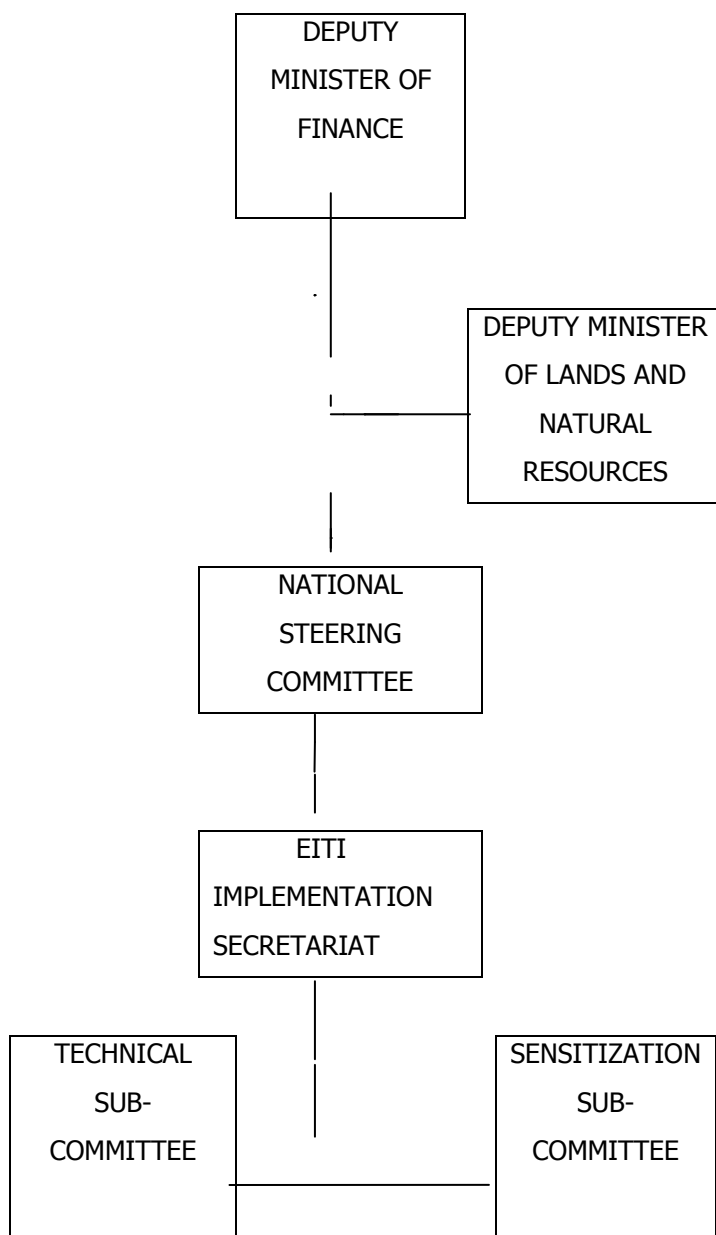 DEPUTY
MINISTER OF
FINANCE
DEPUTY MINISTER
OF LANDS AND
NATURAL
RESOURCES
NATIONAL
STEERING
COMMITTEE
EITI
IMPLEMENTATION
SECRETARIAT
TECHNICAL
SUB-
COMMITTEE
SENSITIZATION
SUB-
COMMITTEE